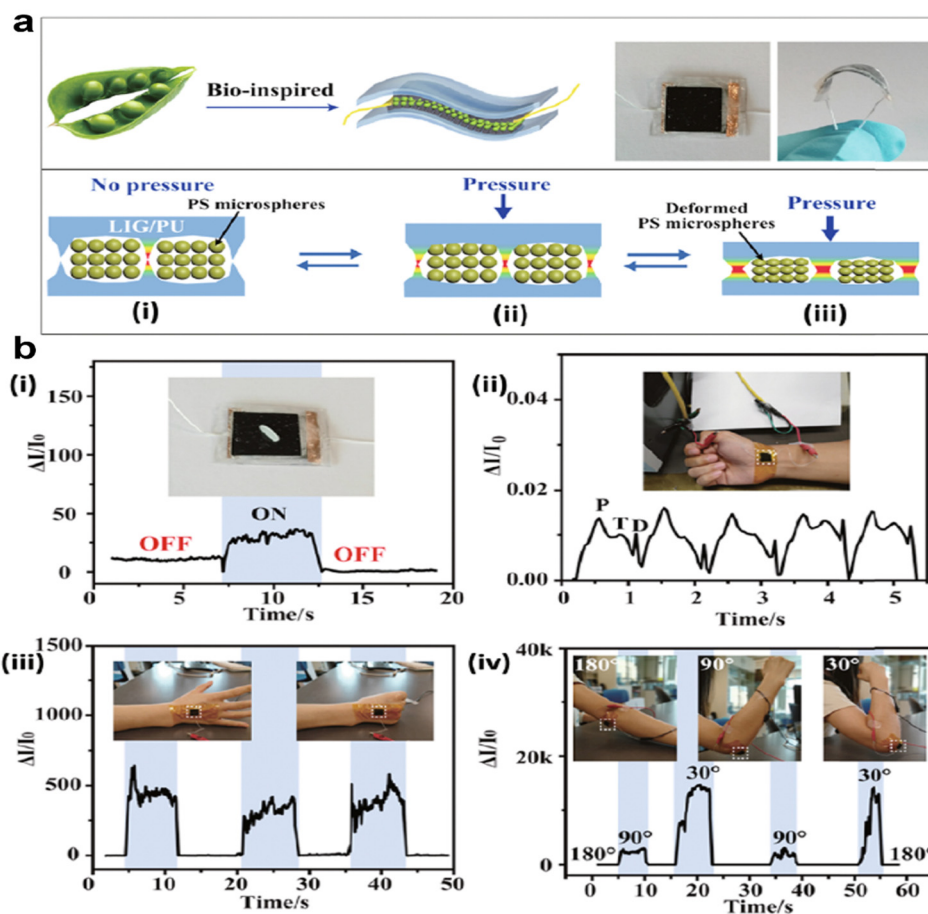 a
Bio-inspired
No pressure
PS microspheres
LIG/PU
Pressure
Deformed
PS microspheres
Pressure
(i)
(ii)
(iii)
b
(i)
150
100
50
0
ΔI/I0
OFF
ON
OFF
0
5
10
15
20
Time/s
(ii)
0.04
0.03
0.02
0.01
0.00
ΔI/I0
P
T
D
0
1
2
3
4
5
Time/s
(iii)
1500
1000
500
0
ΔI/I0
0
10
20
30
40
50
Time/s
(iv)
40k
20k
0
ΔI/I0
180°
90°
30°
180°
90°
30°
90°
30°
180°
0
10
20
30
40
50
60
Time/s